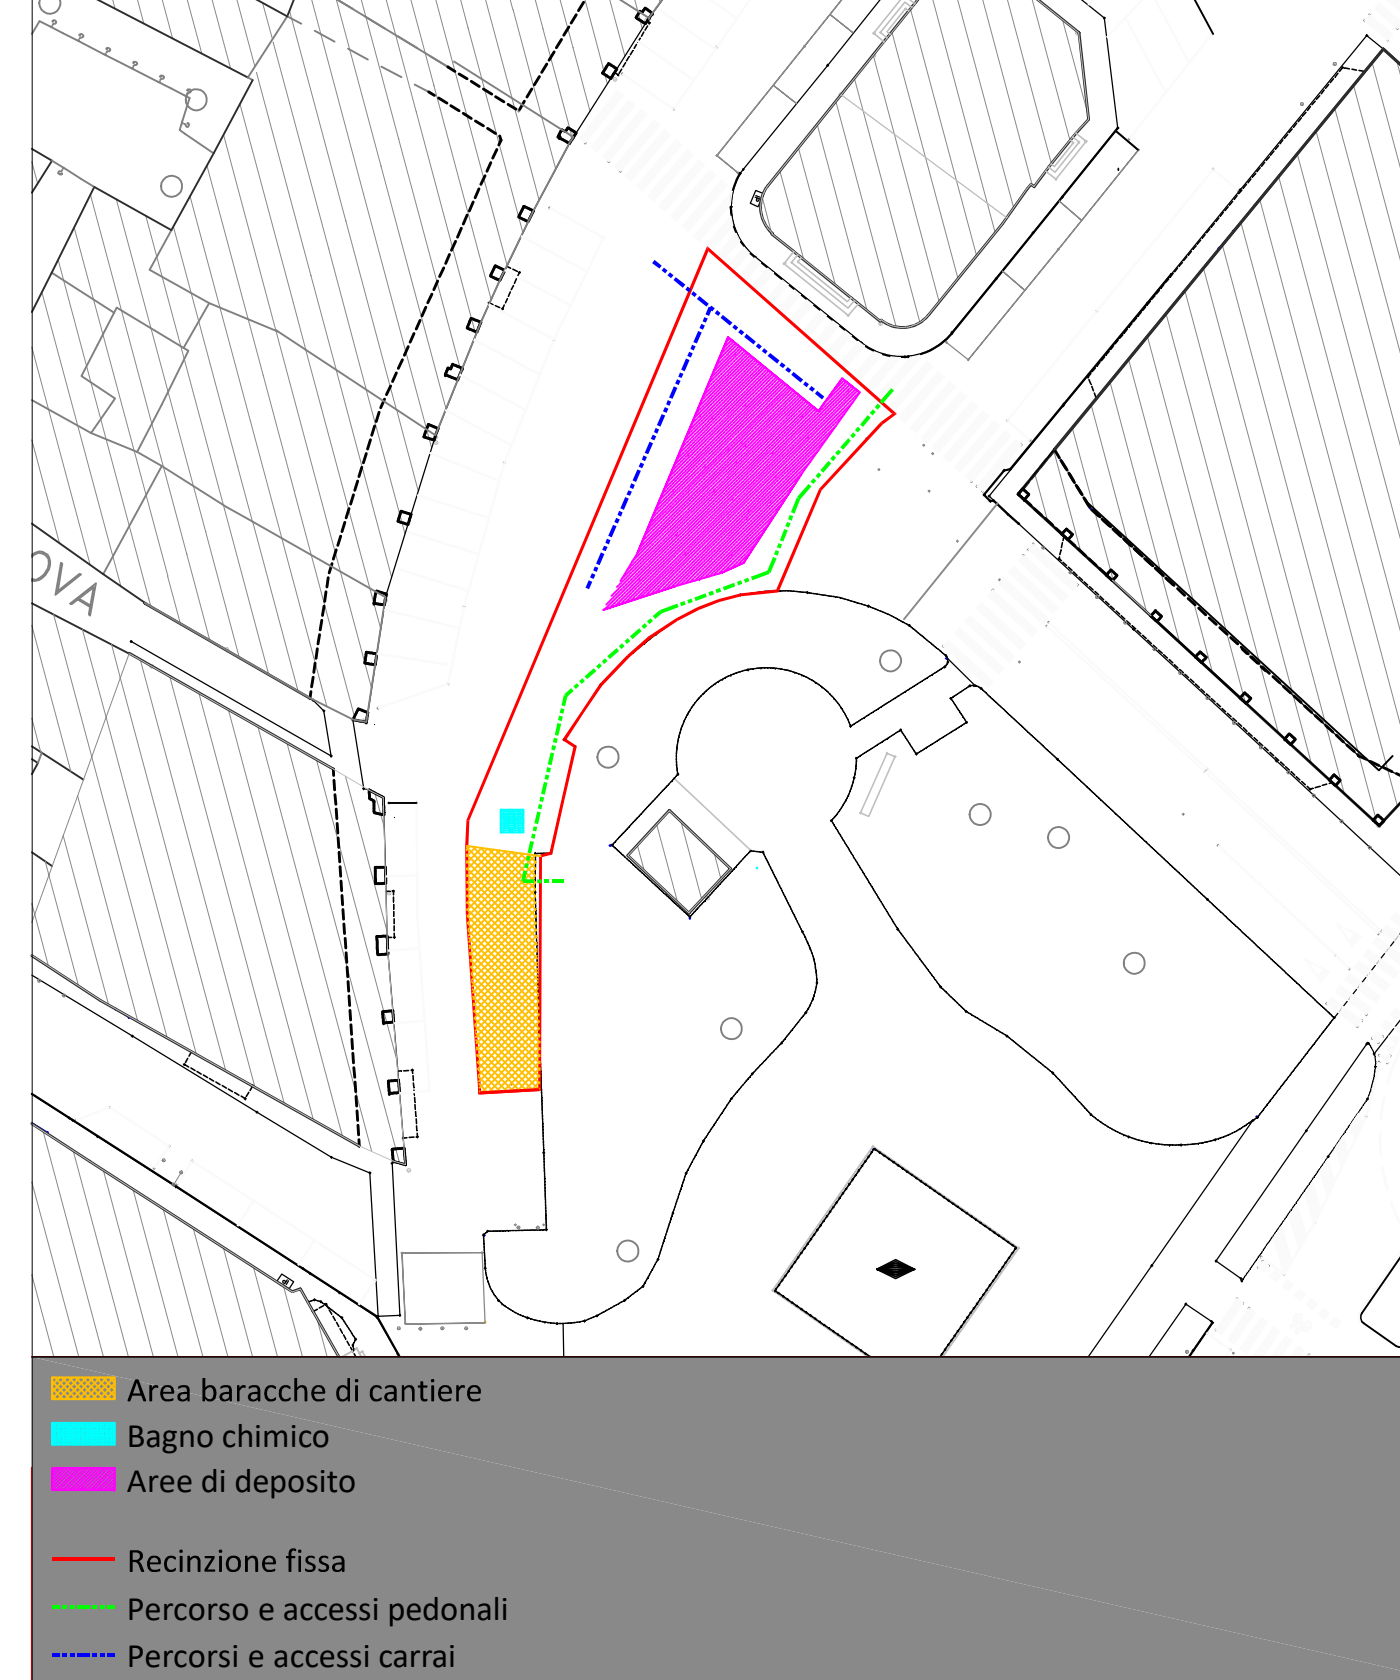 OVA
Area baracche di cantiere
Bagno chimico
Aree di deposito
Recinzione fissa
Percorso e accessi pedonali
Percorsi e accessi carrai